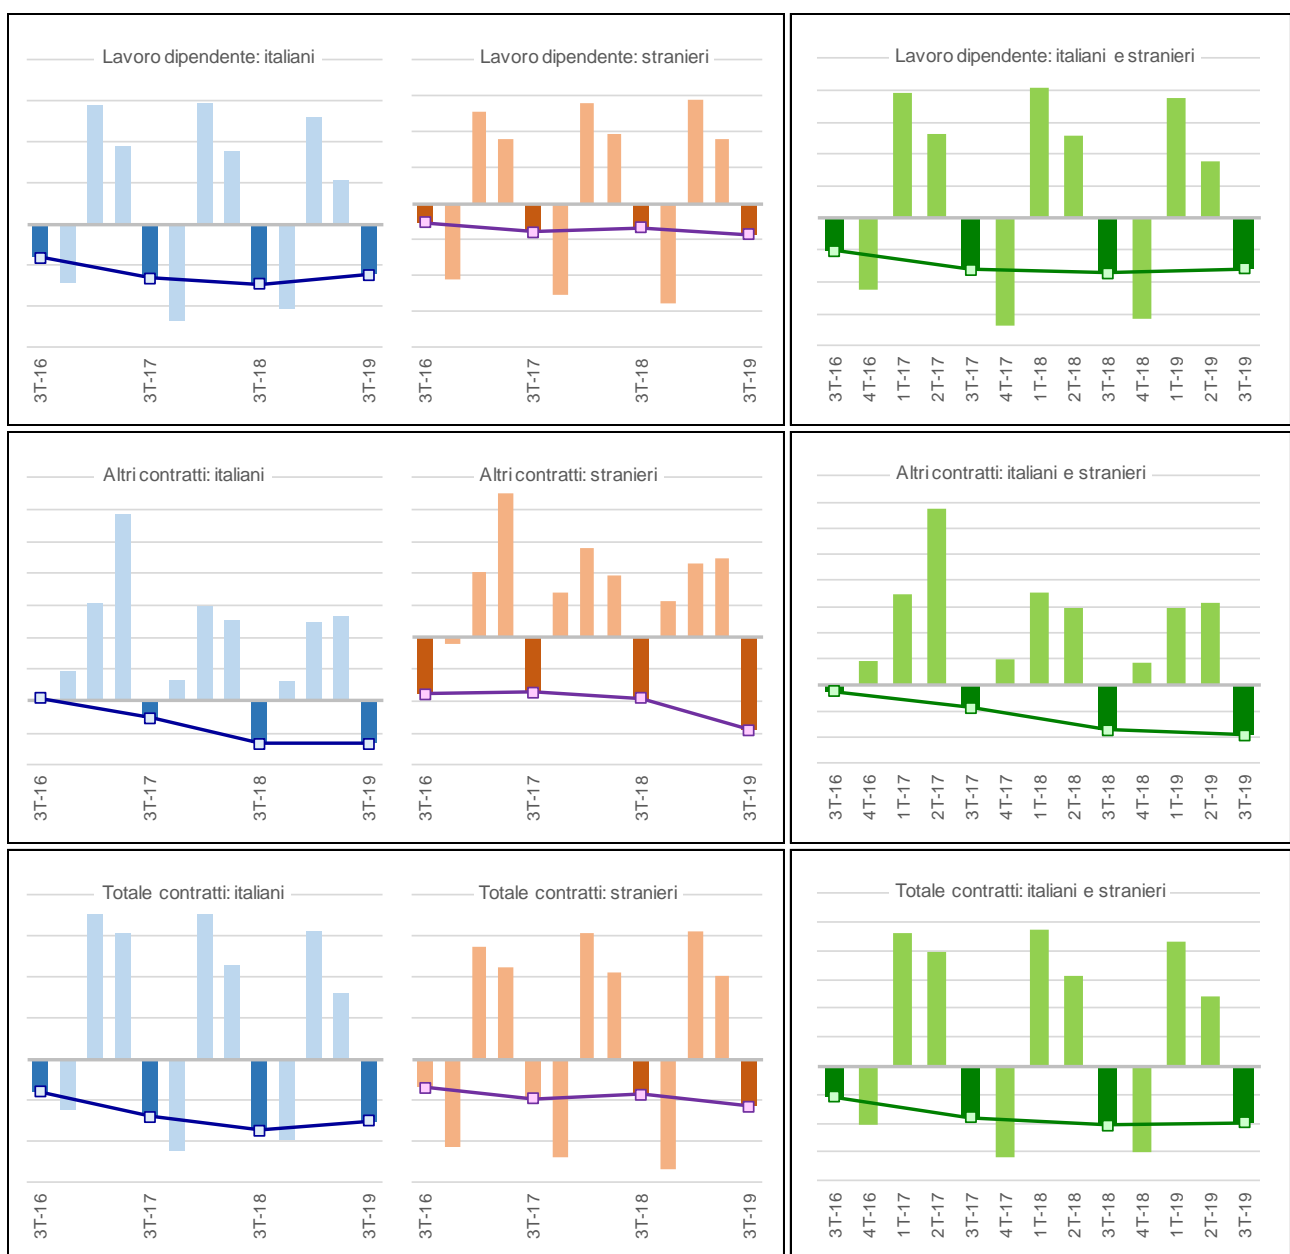 Lavoro dipendente: italiani
Lavoro dipendente: stranieri
Lavoro dipendente: italiani e stranieri
3T-16 3T-17 3T-18 3T-19
3T-16 3T-17 3T-18 3T-19
3T-16 4T-16 1T-17 2T-17 3T-17 4T-17 1T-18 2T-18 3T-18 4T-18 1T-19 2T-19 3T-19
Altri contratti: italiani
Altri contratti: stranieri
Altri contratti: italiani e stranieri
3T-16 3T-17 3T-18 3T-19
3T-16 3T-17 3T-18 3T-19
3T-16 4T-16 1T-17 2T-17 3T-17 4T-17 1T-18 2T-18 3T-18 4T-18 1T-19 2T-19 3T-19
Totale contratti: italiani
Totale contratti: stranieri
Totale contratti: italiani e stranieri
3T-16 3T-17 3T-18 3T-19
3T-16 3T-17 3T-18 3T-19
3T-16 4T-16 1T-17 2T-17 3T-17 4T-17 1T-18 2T-18 3T-18 4T-18 1T-19 2T-19 3T-19